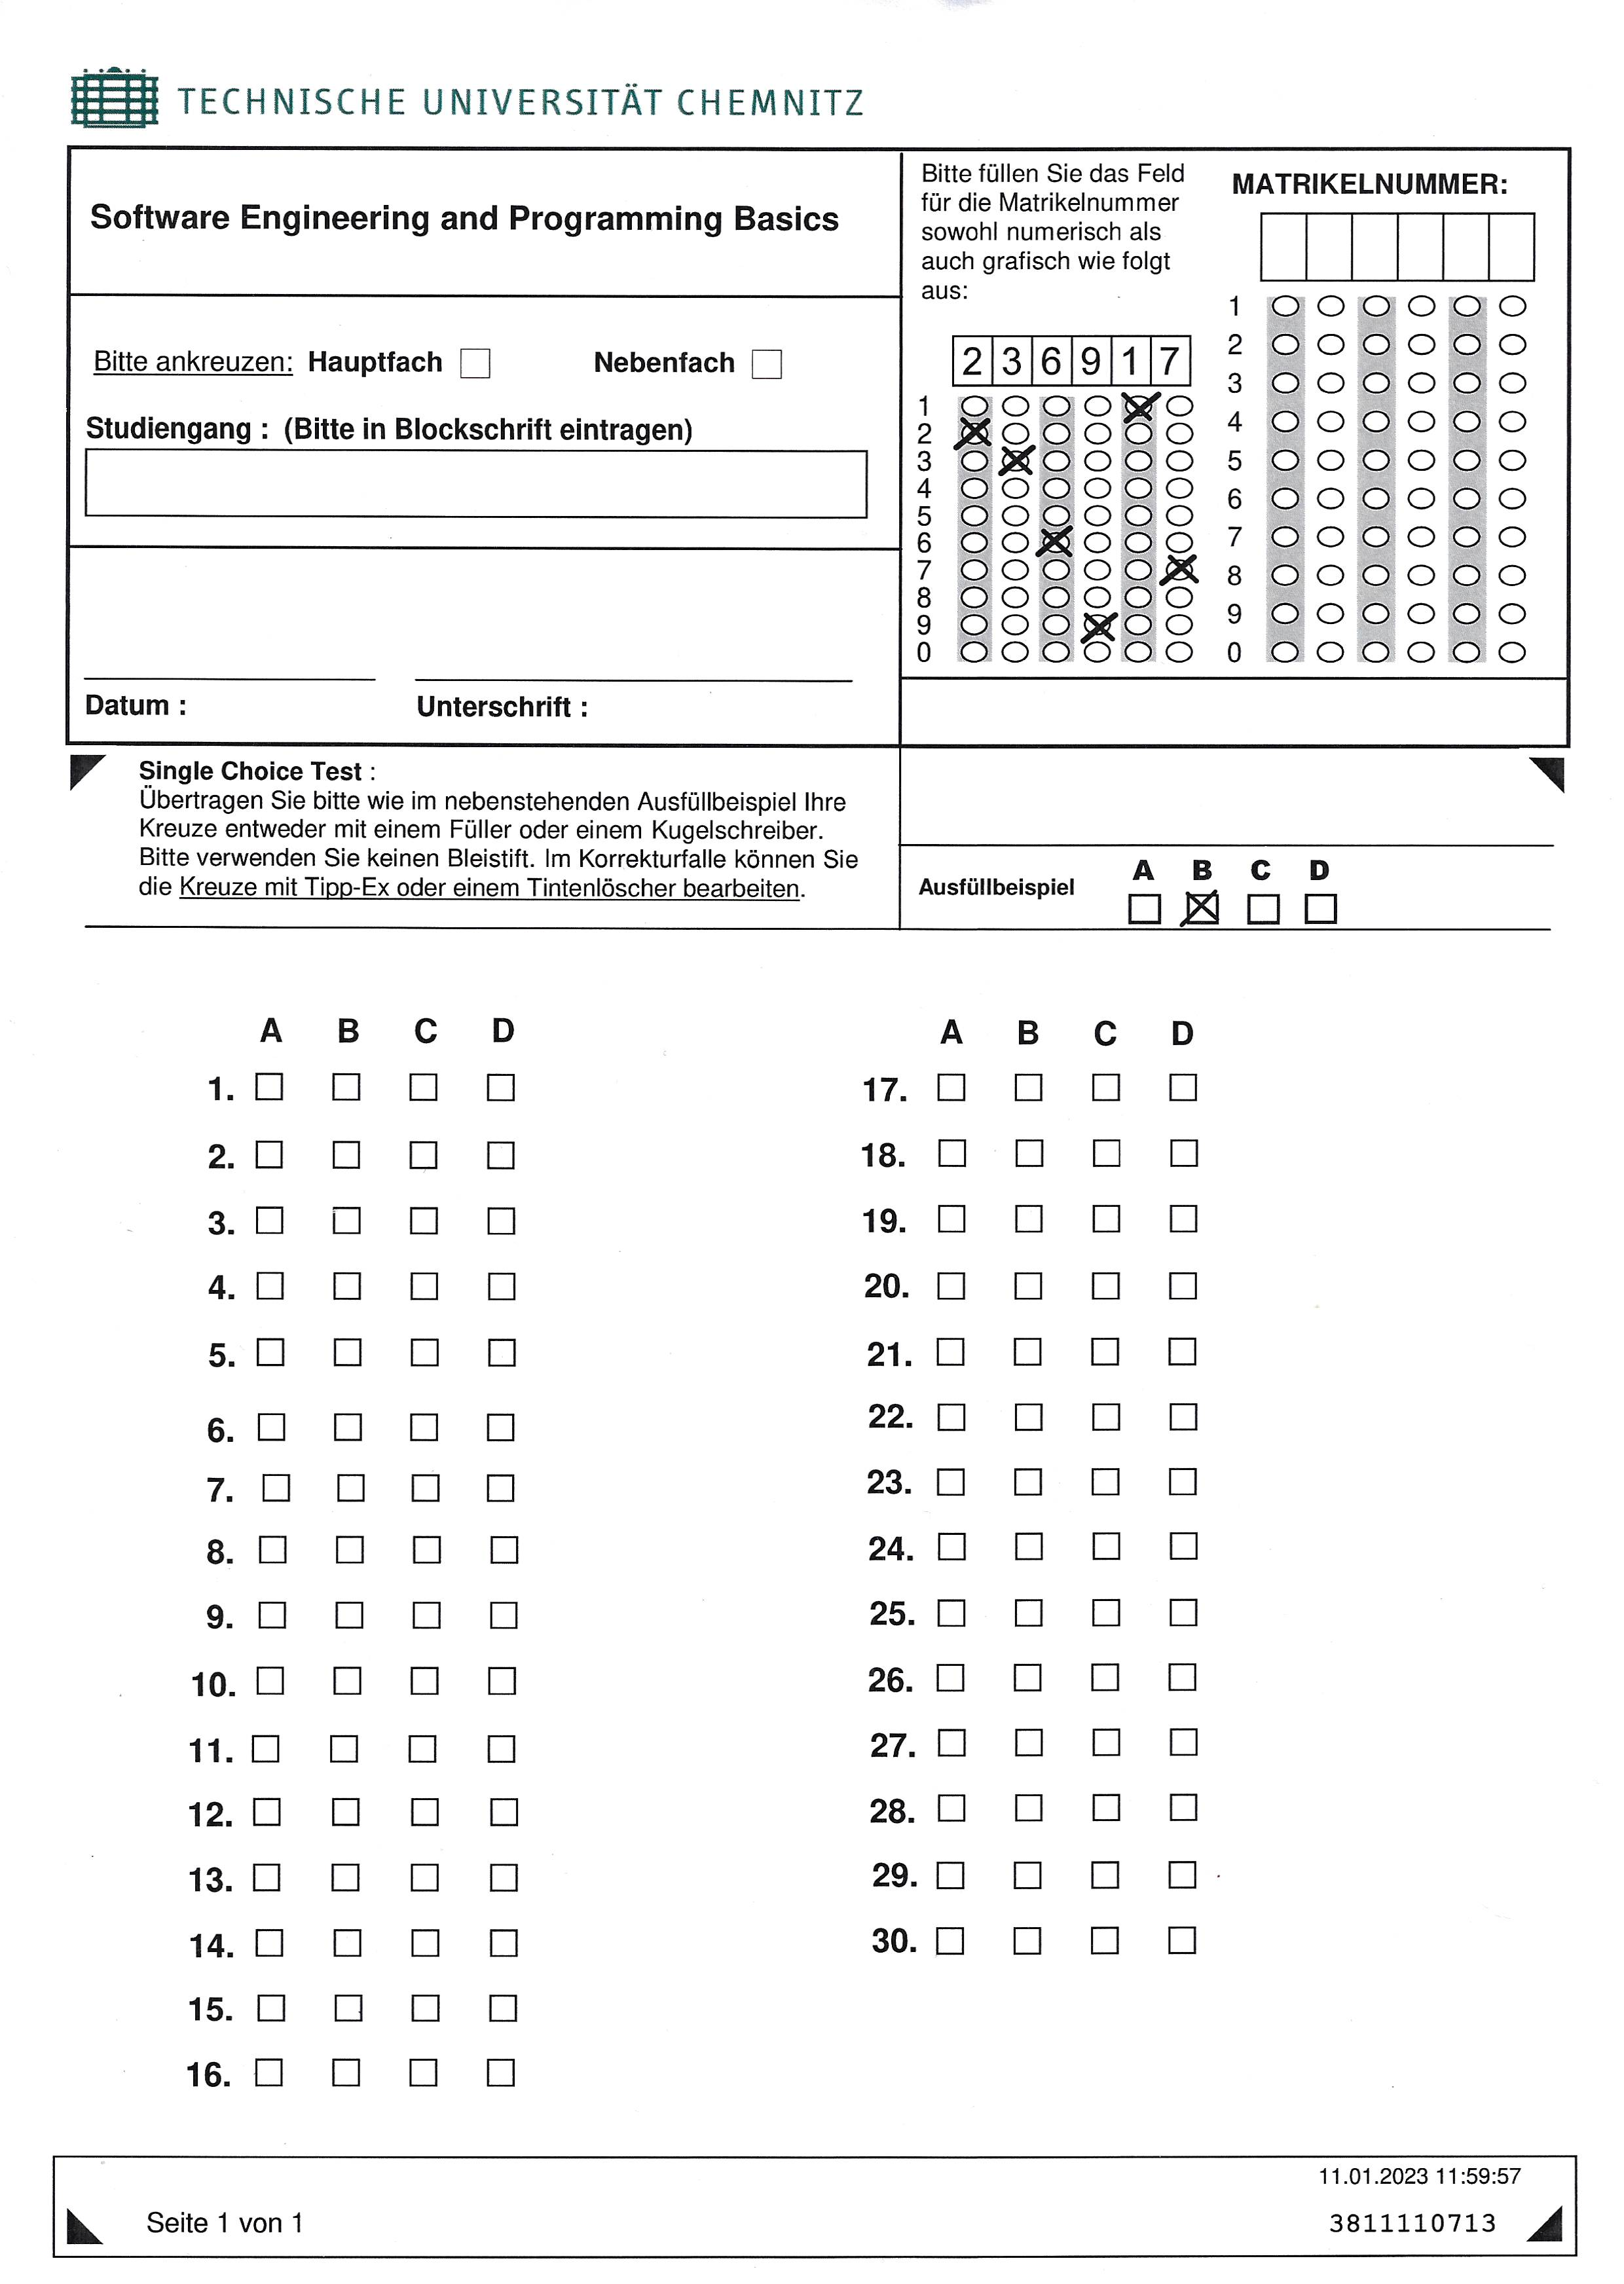 TECHNISCHE UNIVERSITÄT CHEMNITZ
Software Engineering and Programming Basics
Bitte ankreuzen: Hauptfach Nebenfach
Studiengang : (Bitte in Blockschrift eintragen)
Datum : Unterschrift :
Bitte füllen Sie das Feld
für die Matrikelnummer
sowohl numerisch als
auch grafisch wie folgt
aus:
2 3 6 9 1 7
1
2
3
4
5
6
7
8
9
0
MATRIKELNUMMER:
1
2
3
4
5
6
7
8
9
0
Single Choice Test :
Übertragen Sie bitte wie im nebenstehenden Ausfüllbeispiel Ihre
Kreuze entweder mit einem Füller oder einem Kugelschreiber.
Bitte verwenden Sie keinen Bleistift. Im Korrekturfalle können Sie
die Kreuze mit Tipp-Ex oder einem Tintenlöscher bearbeiten.
A B C D
Ausfüllbeispiel
A B C D
1.
2.
3.
4.
5.
6.
7.
8.
9.
10.
11.
12.
13.
14.
15.
16.
A B C D
17.
18.
19.
20.
21.
22.
23.
24.
25.
26.
27.
28.
29.
30.
11.01.2023 11:59:57
Seite 1 von 1
3811110713